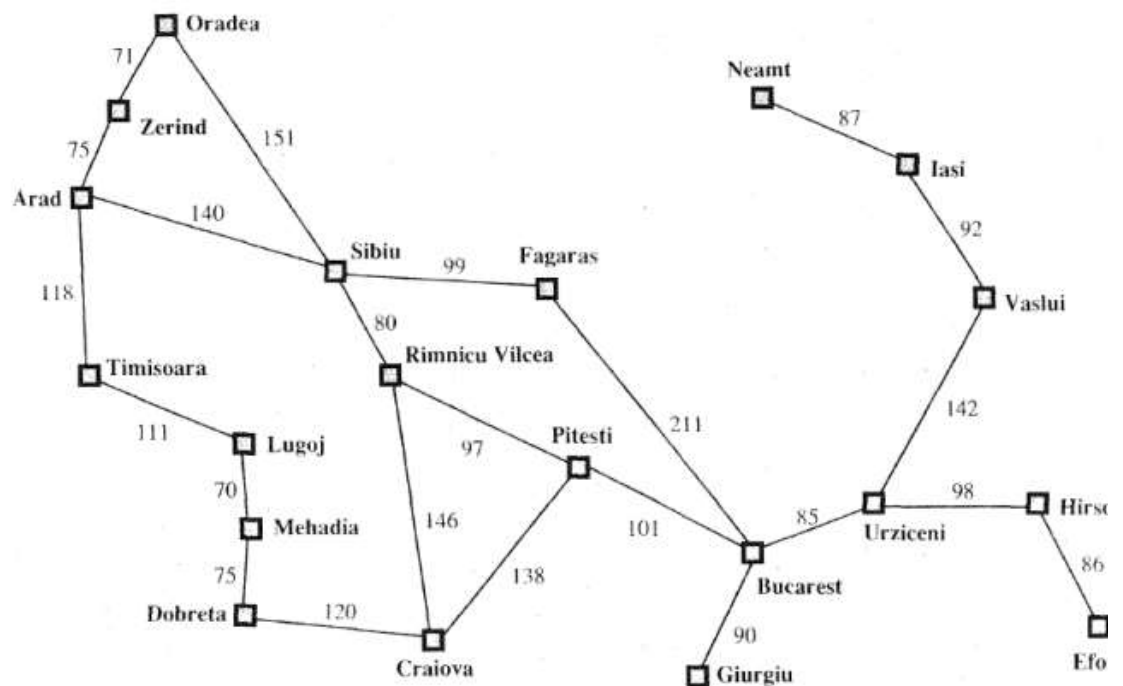 Oradea
71
Neamt
87
Zerind
151
75
Iasi
Arad
140
92
Sibiu
Fagaras
99
118
Vaslui
80
Rimnicu Vilcea
Timisoara
142
111
211
Lugoj
97
Pitesti
70
98
Hirso
146
101
85
Urziceni
Mehadia
86
138
75
Bucarest
Dobreta
120
90
Efo
Craiova
Giurgiu